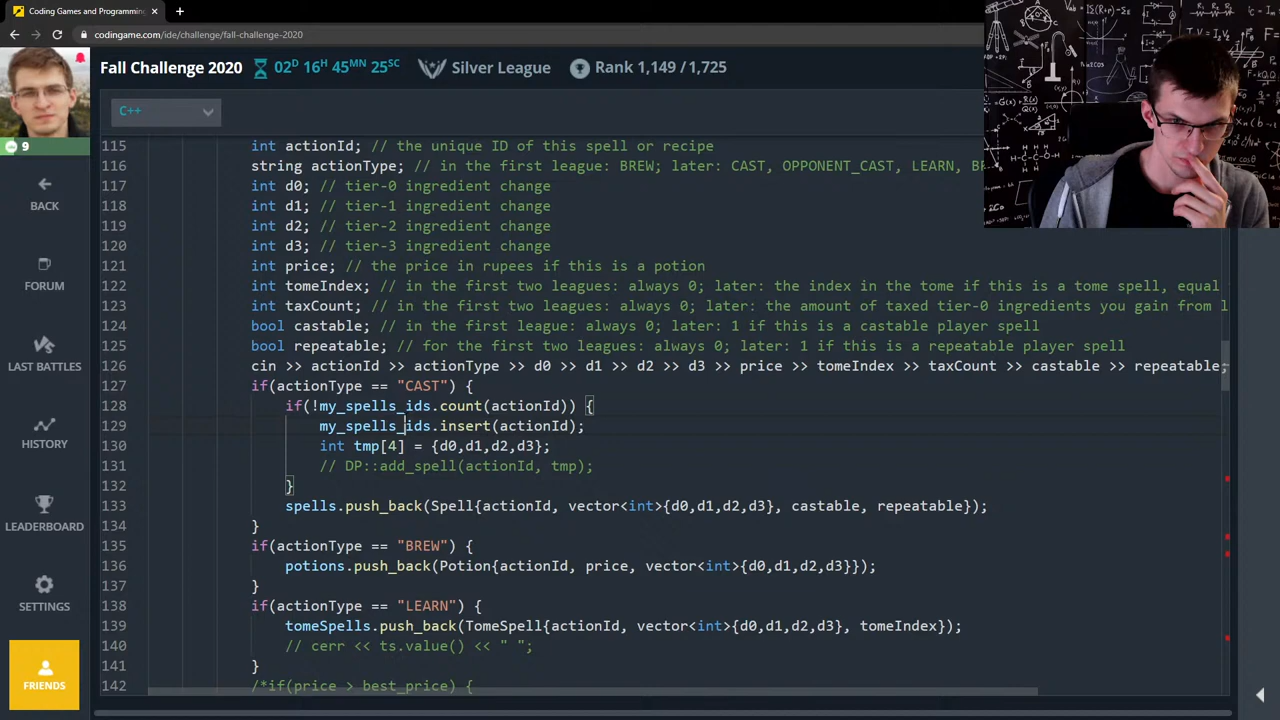 Coding Games and Programming
codingame.com/ide/challenge/fall-challenge-2020
Fall Challenge 2020
02D 16H 45MN 25SC
Silver League
Rank 1,149 / 1,725
C++
9
BACK
FORUM
LAST BATTLES
HISTORY
LEADERBOARD
SETTINGS
FRIENDS
115 int actionId; // the unique ID of this spell or recipe
116 string actionType; // in the first league: BREW; later: CAST, OPPONENT_CAST, LEARN,
117 int d0; // tier-0 ingredient change
118 int d1; // tier-1 ingredient change
119 int d2; // tier-2 ingredient change
120 int d3; // tier-3 ingredient change
121 int price; // the price in rupees if this is a potion
122 int tomeIndex; // in the first two leagues: always 0; later: the index in the tome if this is a tome spell, equal
123 int taxCount; // in the first two leagues: always 0; later: the amount of taxed tier-0 ingredients you gain from
124 bool castable; // in the first league: always 0; later: 1 if this is a castable player spell
125 bool repeatable; // for the first two leagues: always 0; later: 1 if this is a repeatable player spell
126 cin >> actionId >> actionType >> d0 >> d1 >> d2 >> d3 >> price >> tomeIndex >> taxCount >> castable >> repeatable;
127 if(actionType == "CAST") {
128 if(!my_spells_ids.count(actionId)) {
129 my_spells_ids.insert(actionId);
130 int tmp[4] = {d0,d1,d2,d3};
131 // DP::add_spell(actionId, tmp);
132 }
133 spells.push_back(Spell{actionId, vector<int>{d0,d1,d2,d3}, castable, repeatable});
134 }
135 if(actionType == "BREW") {
136 potions.push_back(Potion{actionId, price, vector<int>{d0,d1,d2,d3}});
137 }
138 if(actionType == "LEARN") {
139 tomeSpells.push_back(TomeSpell{actionId, vector<int>{d0,d1,d2,d3}, tomeIndex});
140 // cerr << ts.value() << " ";
141 }
142 /*if(price > best_price) {